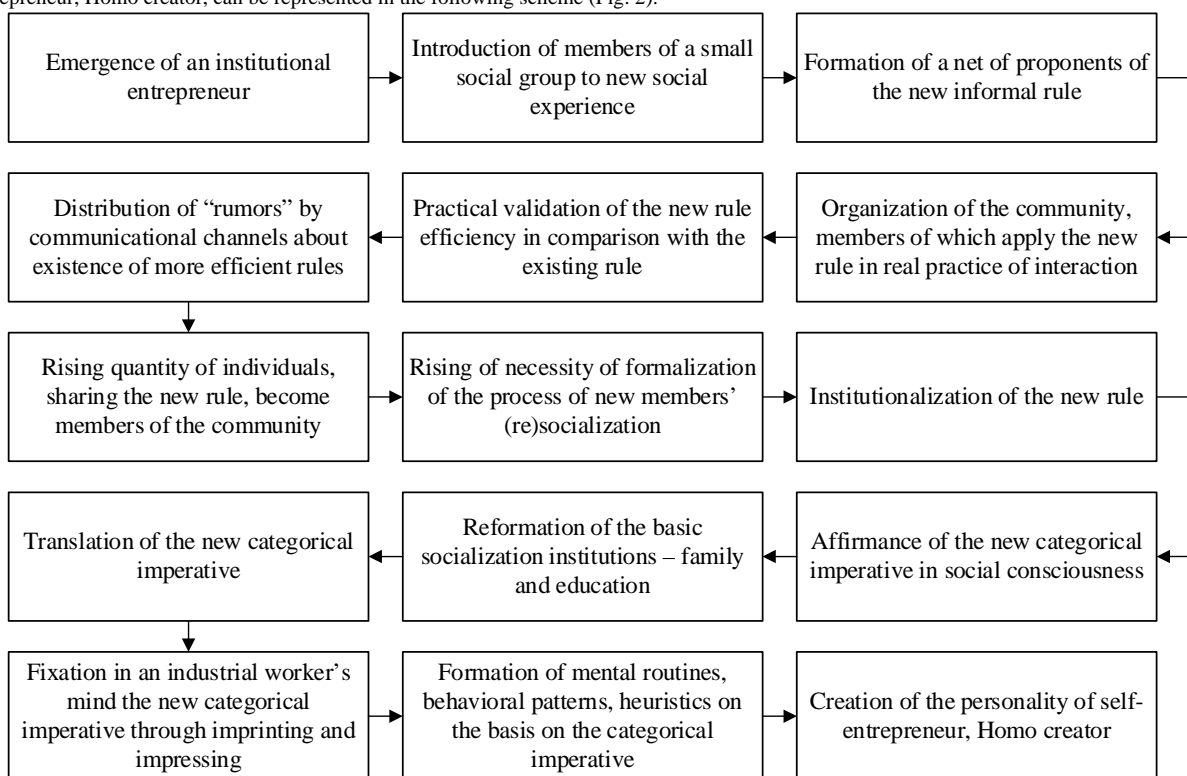 epreneur, Homo creator, can be represented in the following scheme (Fig. 2).
Emergence of an institutional
entrepreneur
Introduction of members of a small
social group to new social
experience
Formation of a net of proponents of
the new informal rule
Distribution of “rumors” by
communicational channels about
existence of more efficient rules
Practical validation of the new rule
efficiency in comparison with the
existing rule
Organization of the community,
members of which apply the new
rule in real practice of interaction
Rising quantity of individuals,
sharing the new rule, become
members of the community
Rising of necessity of formalization
of the process of new members’
(re)socialization
Institutionalization of the new rule
Translation of the new categorical
imperative
Reformation of the basic
socialization institutions – family
and education
Affirmance of the new categorical
imperative in social consciousness
Fixation in an industrial worker’s
mind the new categorical
imperative through imprinting and
impressing
Formation of mental routines,
behavioral patterns, heuristics on
the basis on the categorical
imperative
Creation of the personality of self-
entrepreneur, Homo creator